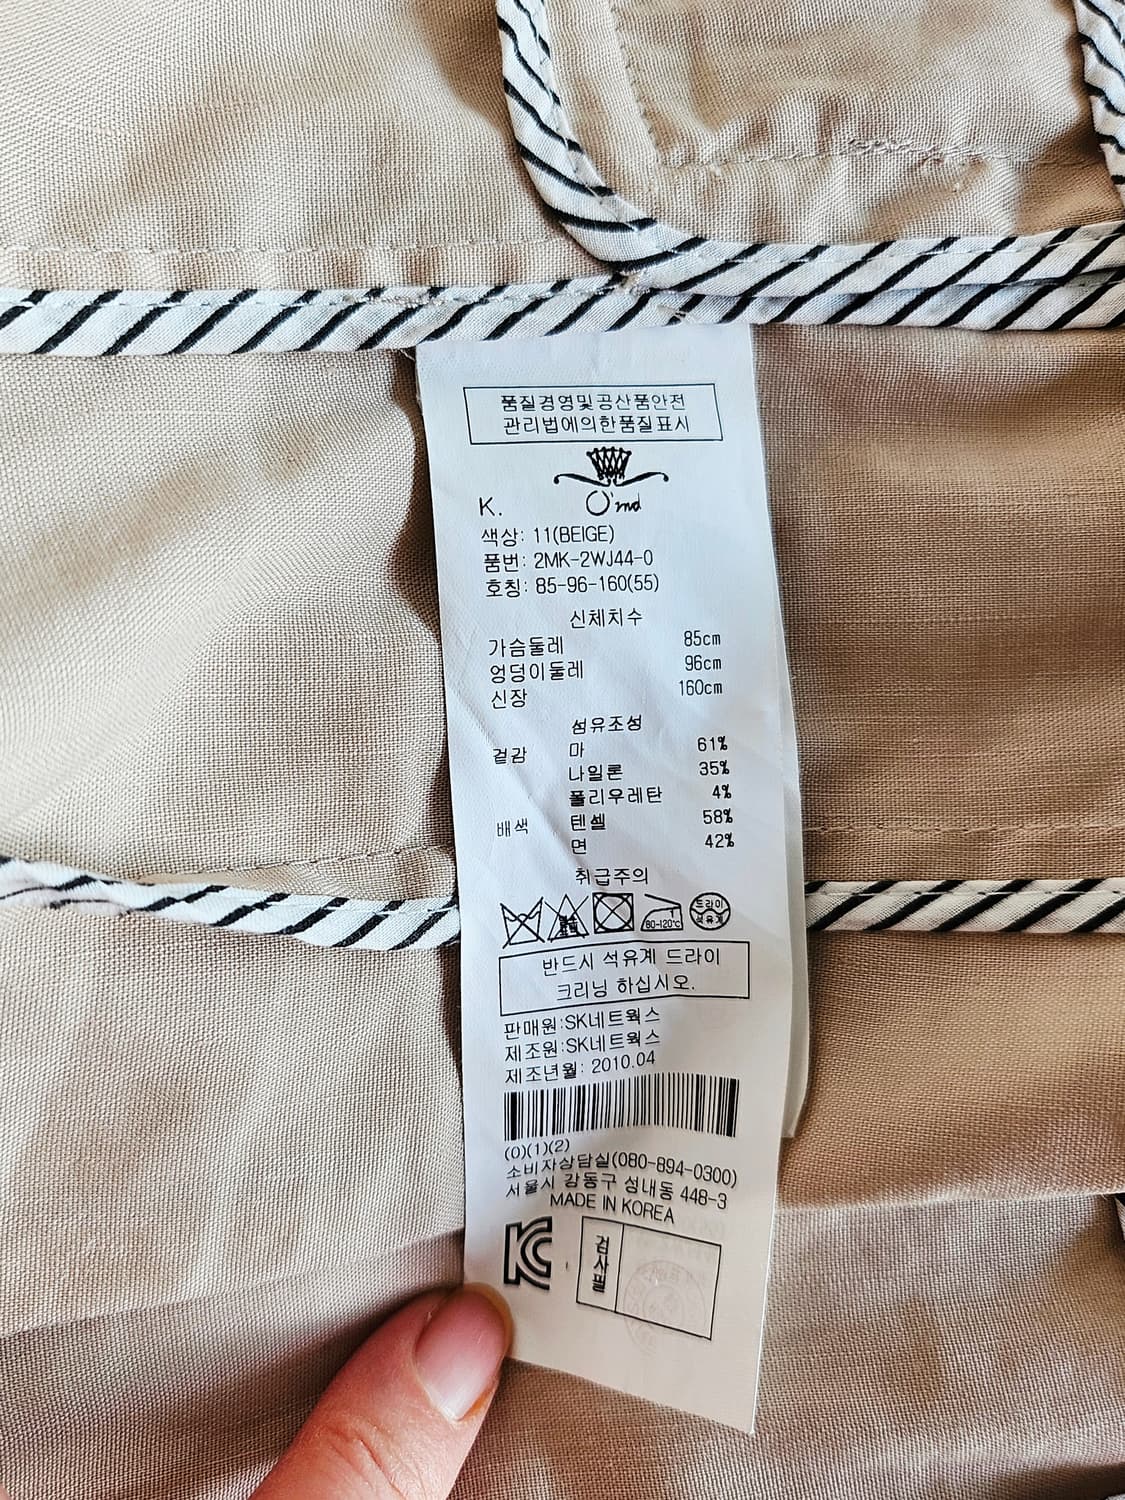 품질경영및공산품안전
관리법에의한품질표시
K. O'2nd
색상: 11(BEIGE)
품번: 2MK-2WJ44-0
호칭: 85-96-160(55)
신체치수
가슴둘레 85cm
엉덩이둘레 96cm
신장 160cm
섬유조성
겉감 마 61%
나일론 35%
폴리우레탄 4%
배색 텐셀 58%
면 42%
취급주의
80-120℃
드라이
석유계
반드시 석유계 드라이
크리닝 하십시오.
판매원:SK네트웍스
제조원:SK네트웍스
제조년월: 2010.04
(0)(1)(2)
소비자상담실(080-894-0300)
서울시 강동구 성내동 448-3
MADE IN KOREA
KC
검사필